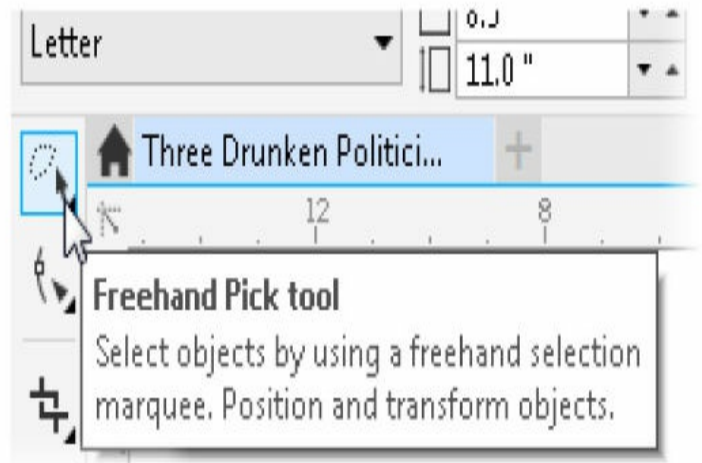 Letter
11.0 "
Three Drunken Politici...
12 8
Freehand Pick tool
Select objects by using a freehand selection
marquee. Position and transform objects.